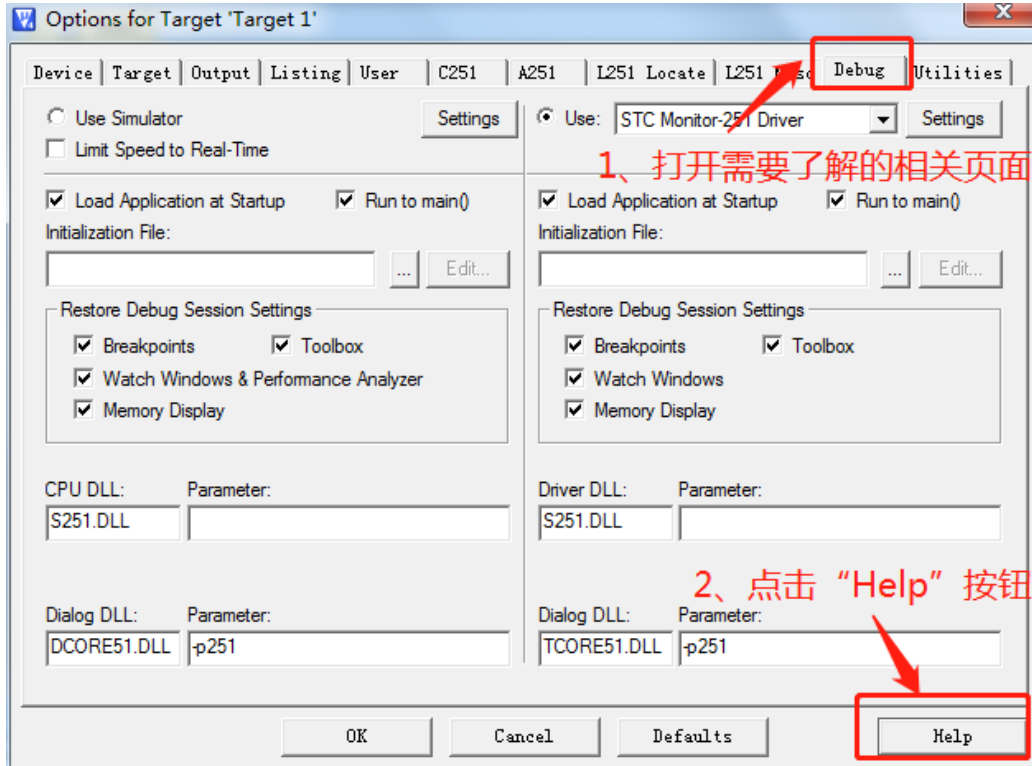 Options for Target 'Target 1'
Device Target Output Listing User C251 A251 L251 Locate L251 Misc Debug Utilities
Use Simulator Settings Use: STC Monitor-251 Driver Settings
Limit Speed to Real-Time
1、打开需要了解的相关页面
Load Application at Startup Run to main() Load Application at Startup Run to main()
Initialization File: Initialization File:
... Edit... ... Edit...
Restore Debug Session Settings Restore Debug Session Settings
Breakpoints Toolbox Breakpoints Toolbox
Watch Windows & Performance Analyzer Watch Windows
Memory Display Memory Display
CPU DLL: Parameter: Driver DLL: Parameter:
S251.DLL S251.DLL
2、点击“Help”按钮
Dialog DLL: Parameter: Dialog DLL: Parameter:
DCORE51.DLL -p251 TCORE51.DLL -p251
OK Cancel Defaults Help